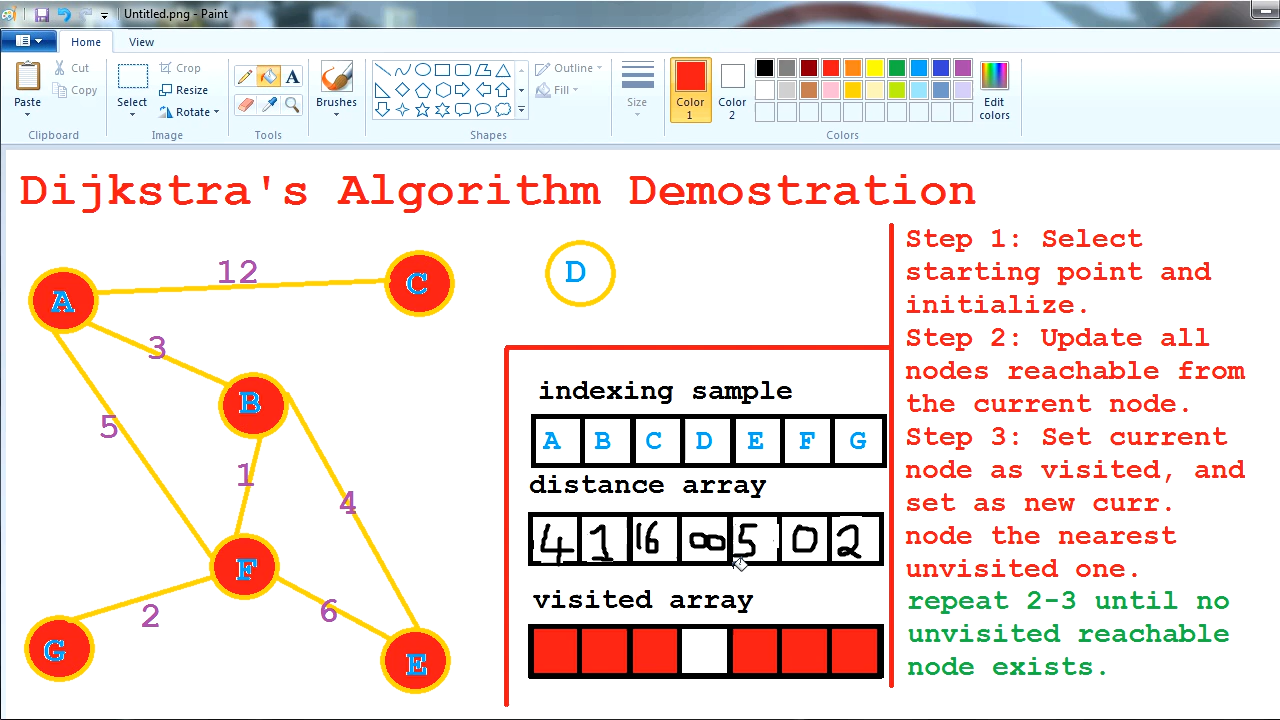 Untitled.png - Paint
Home View
Paste
Cut
Copy
Clipboard
Select
Crop
Resize
Rotate
Image
A
Tools
Brushes
Outline
Fill
Shapes
Size
Color
1
Color
2
Edit
colors
Colors
Dijkstra's Algorithm Demostration
A
12
C
D
3
B
5
1
4
F
2
6
G
E
indexing sample
A B C D E F G
distance array
4 1 16 ∞ 5 0 2
visited array
Step 1: Select
starting point and
initialize.
Step 2: Update all
nodes reachable from
the current node.
Step 3: Set current
node as visited, and
set as new curr.
node the nearest
unvisited one.
repeat 2-3 until no
unvisited reachable
node exists.